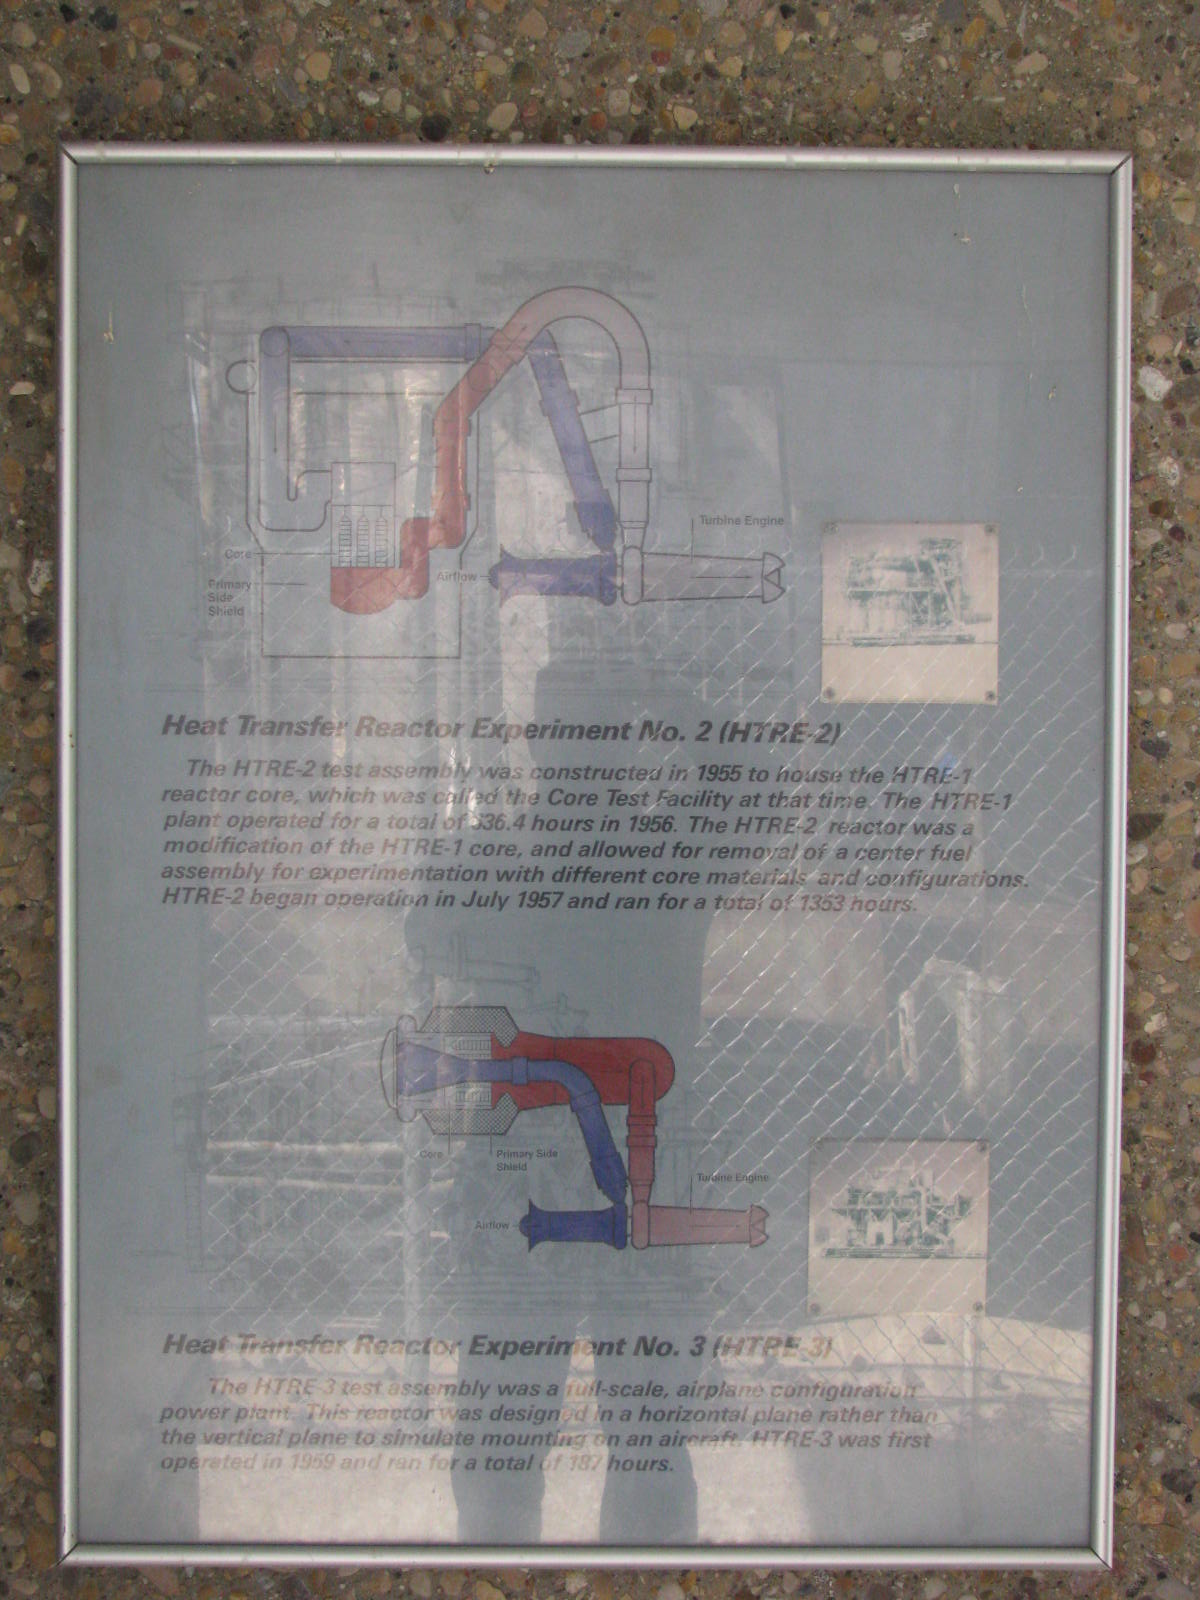 Turbine Engine
Core
Airflow
Primary
Side
Shield
Heat Transfer Reactor Experiment No. 2 (HTRE-2)
The HTRE-2 test assembly was constructed in 1955 to house the HTRE-1
reactor core, which was called the Core Test Facility at that time. The HTRE-1
plant operated for a total of 536.4 hours in 1956. The HTRE-2 reactor was a
modification of the HTRE-1 core, and allowed for removal of a center fuel
assembly for experimentation with different core materials and configurations.
HTRE-2 began operation in July 1957 and ran for a total of 1353 hours.
Core
Primary Side
Shield
Turbine Engine
Airflow
Heat Transfer Reactor Experiment No. 3 (HTRE-3)
The HTRE-3 test assembly was a full-scale, airplane configuration
power plant. This reactor was designed in a horizontal plane rather than
the vertical plane to simulate mounting on an aircraft. HTRE-3 was first
operated in 1959 and ran for a total of 187 hours.